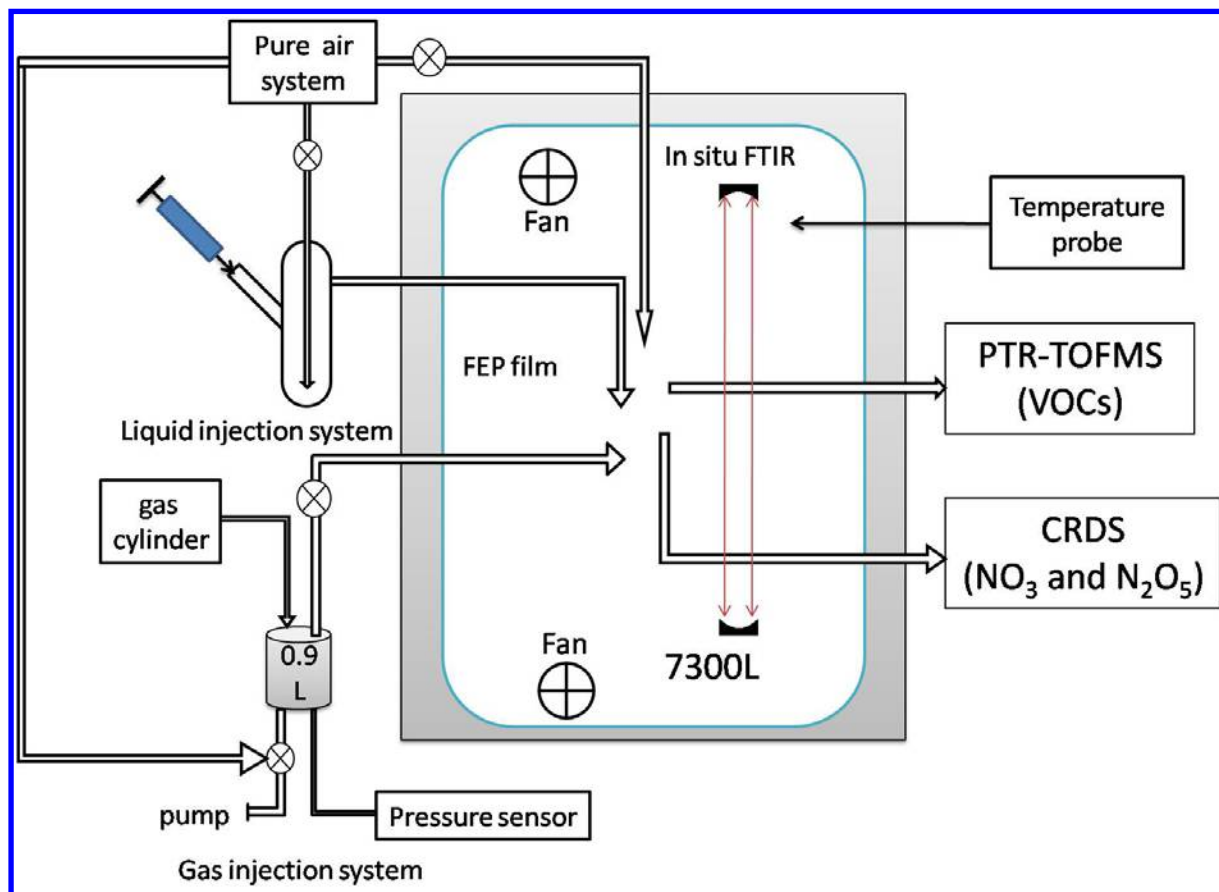 Pure air
system
In situ FTIR
Fan
Temperature
probe
FEP film
PTR-TOFMS
(VOCs)
Liquid injection system
gas
cylinder
CRDS
(NO₃ and N₂O₅)
0.9
L
Fan
7300L
pump
Pressure sensor
Gas injection system